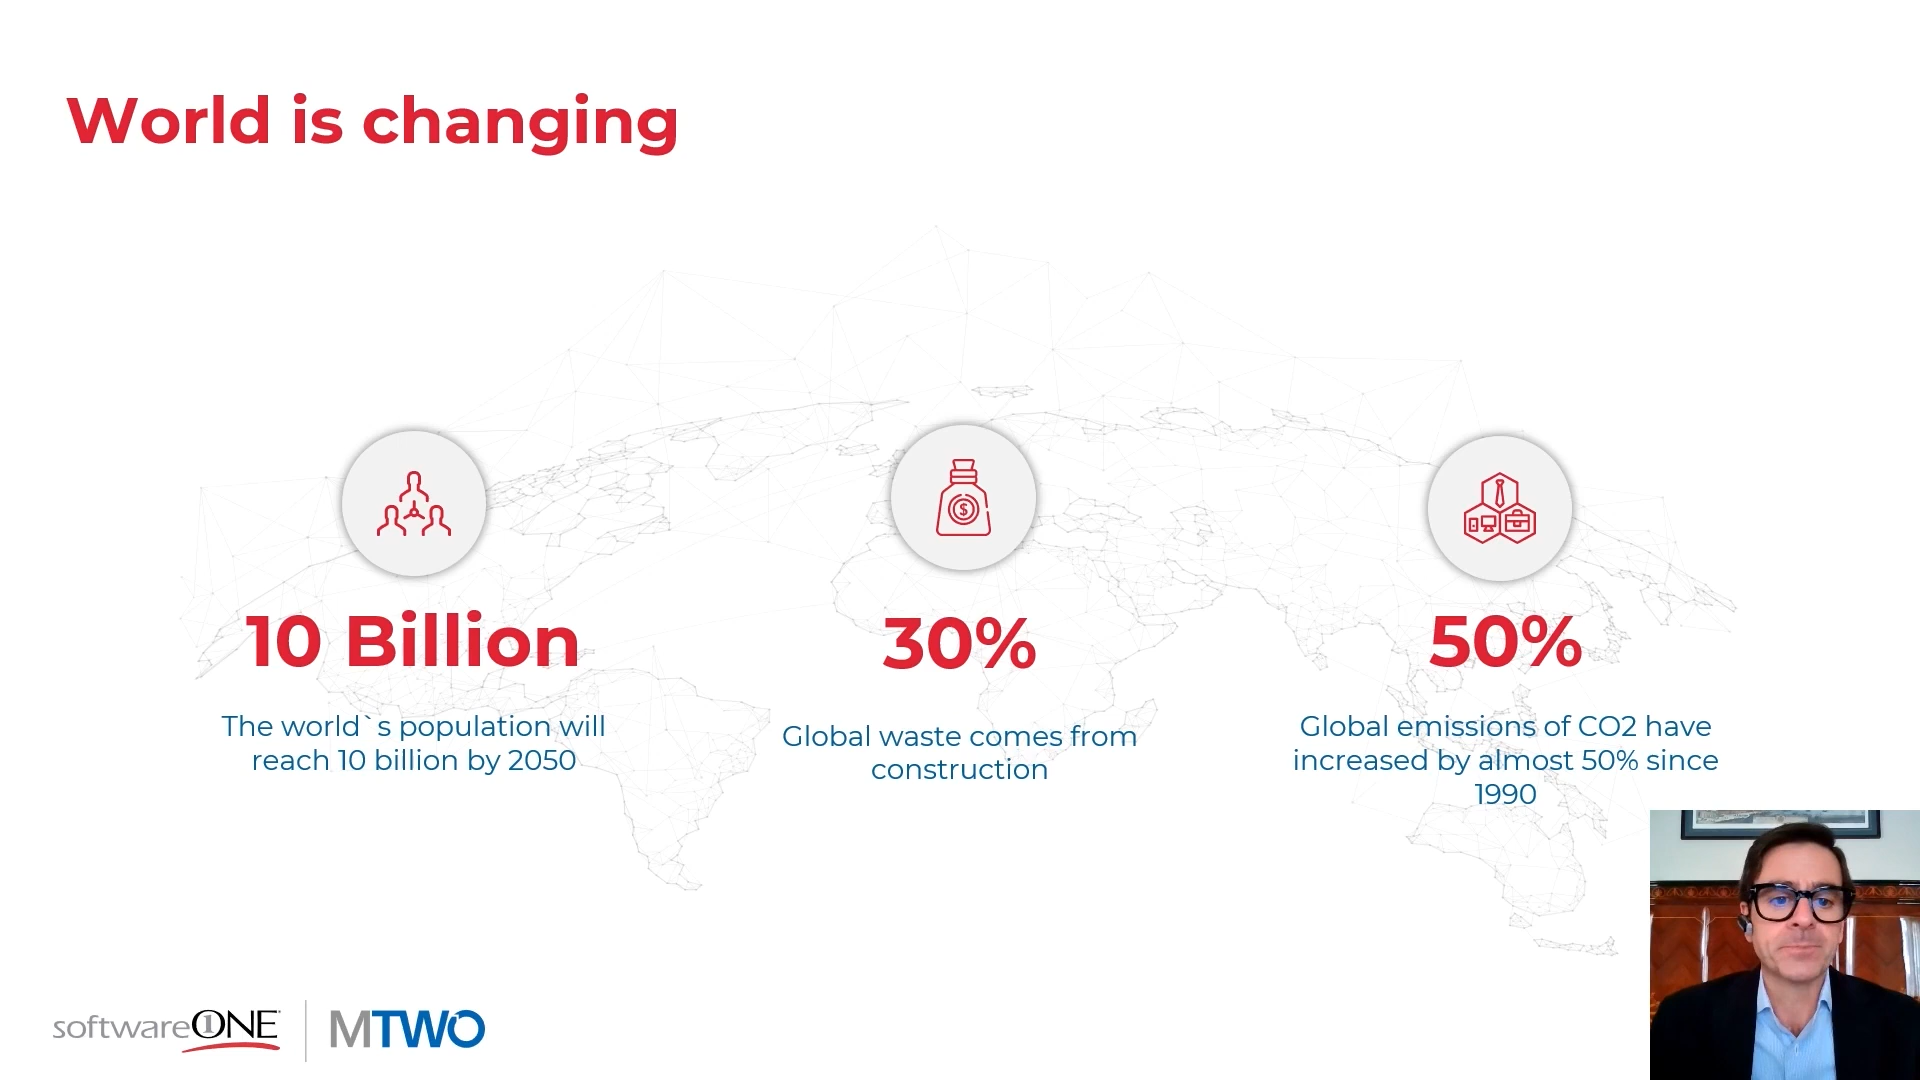 World is changing
10 Billion
The world`s population will
reach 10 billion by 2050
$
30%
Global waste comes from
construction
50%
Global emissions of CO2 have
increased by almost 50% since
1990
softwareONE
MTWO